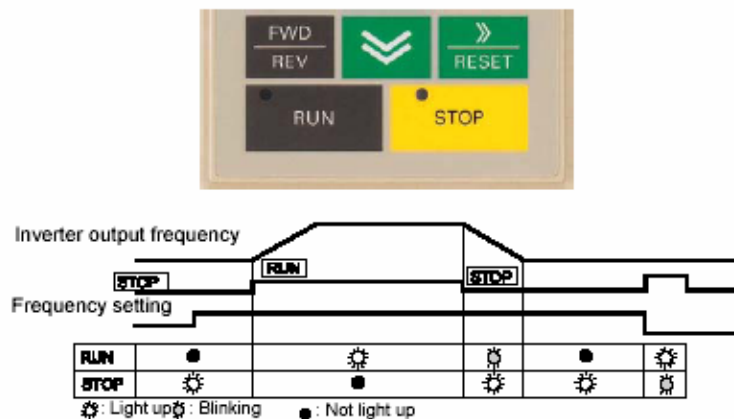 FWD
REV
RESET
RUN
STOP
Inverter output frequency
STOP
RUN
STOP
Frequency setting
RUN
STOP
: Light up : Blinking : Not light up